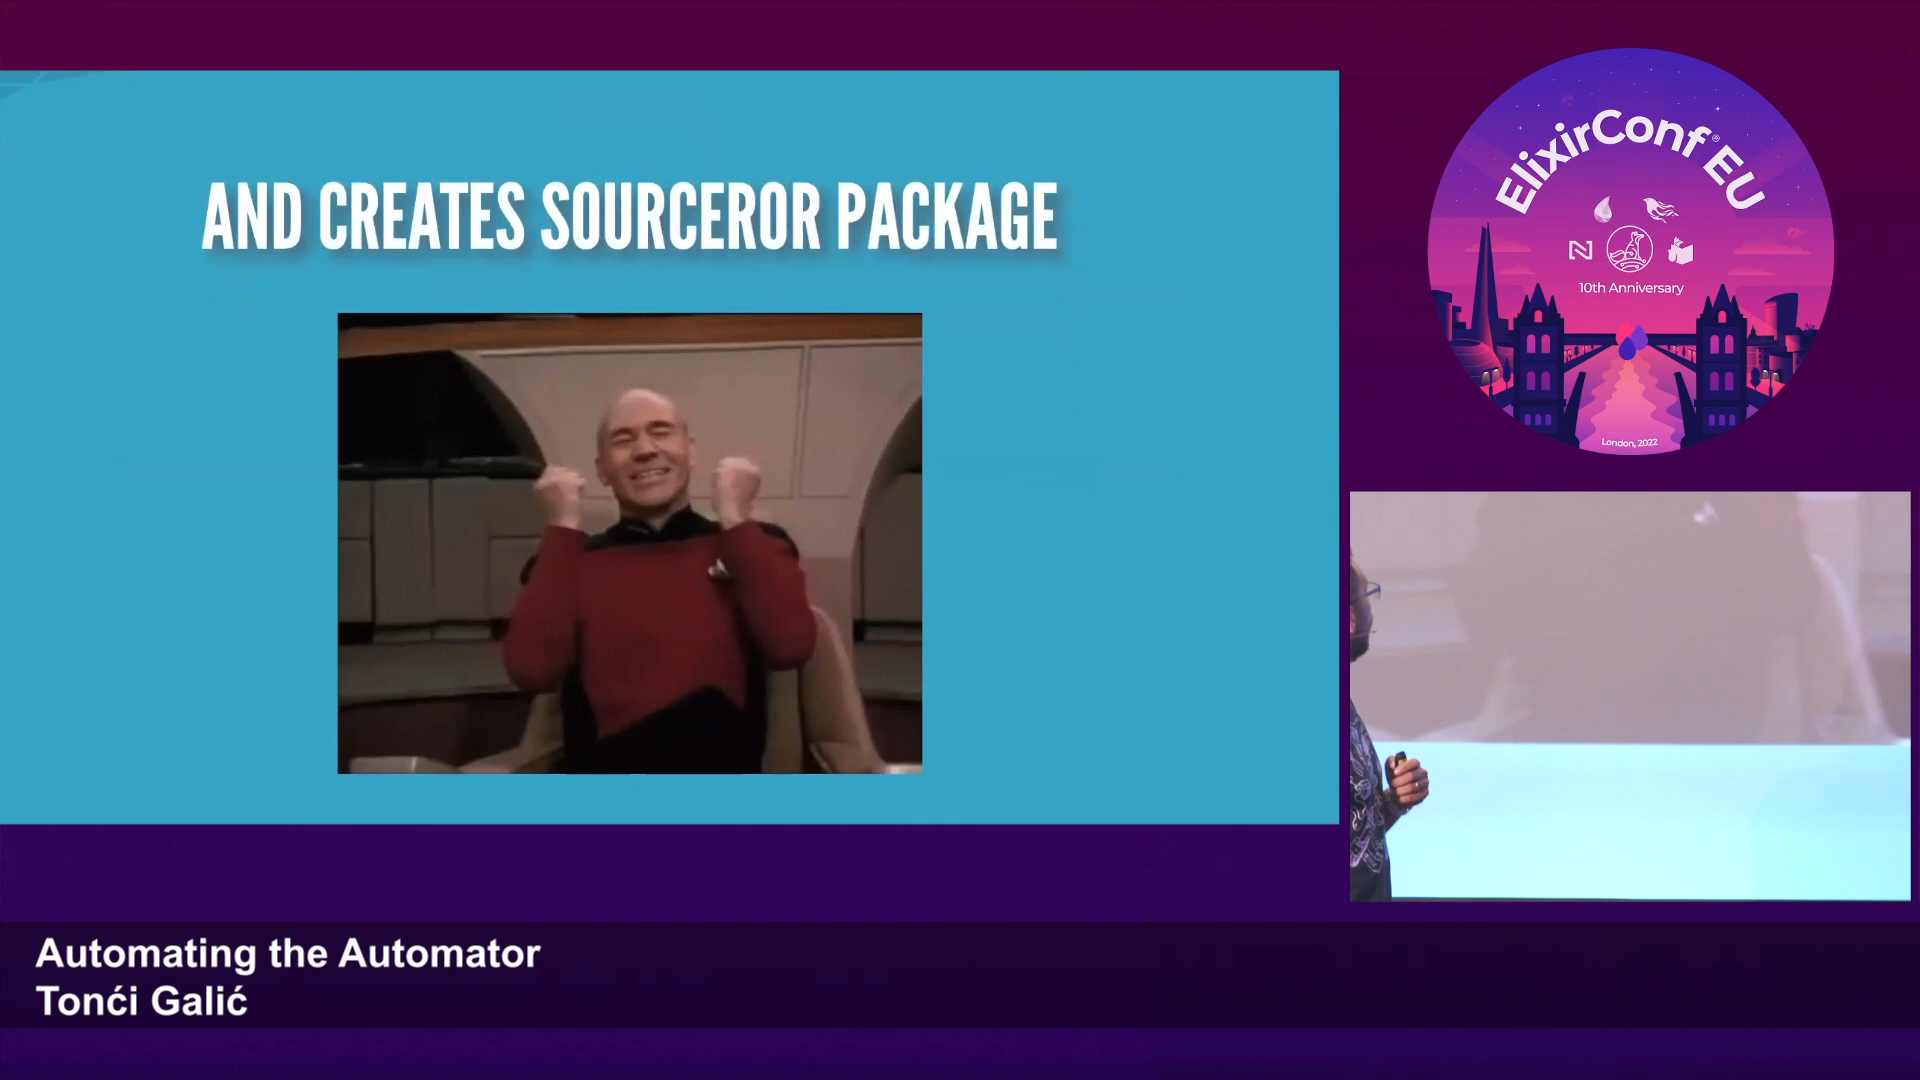 AND CREATES SOURCEROR PACKAGE
ElixirConf® EU
10th Anniversary
London, 2022
Automating the Automator
Tonći Galić